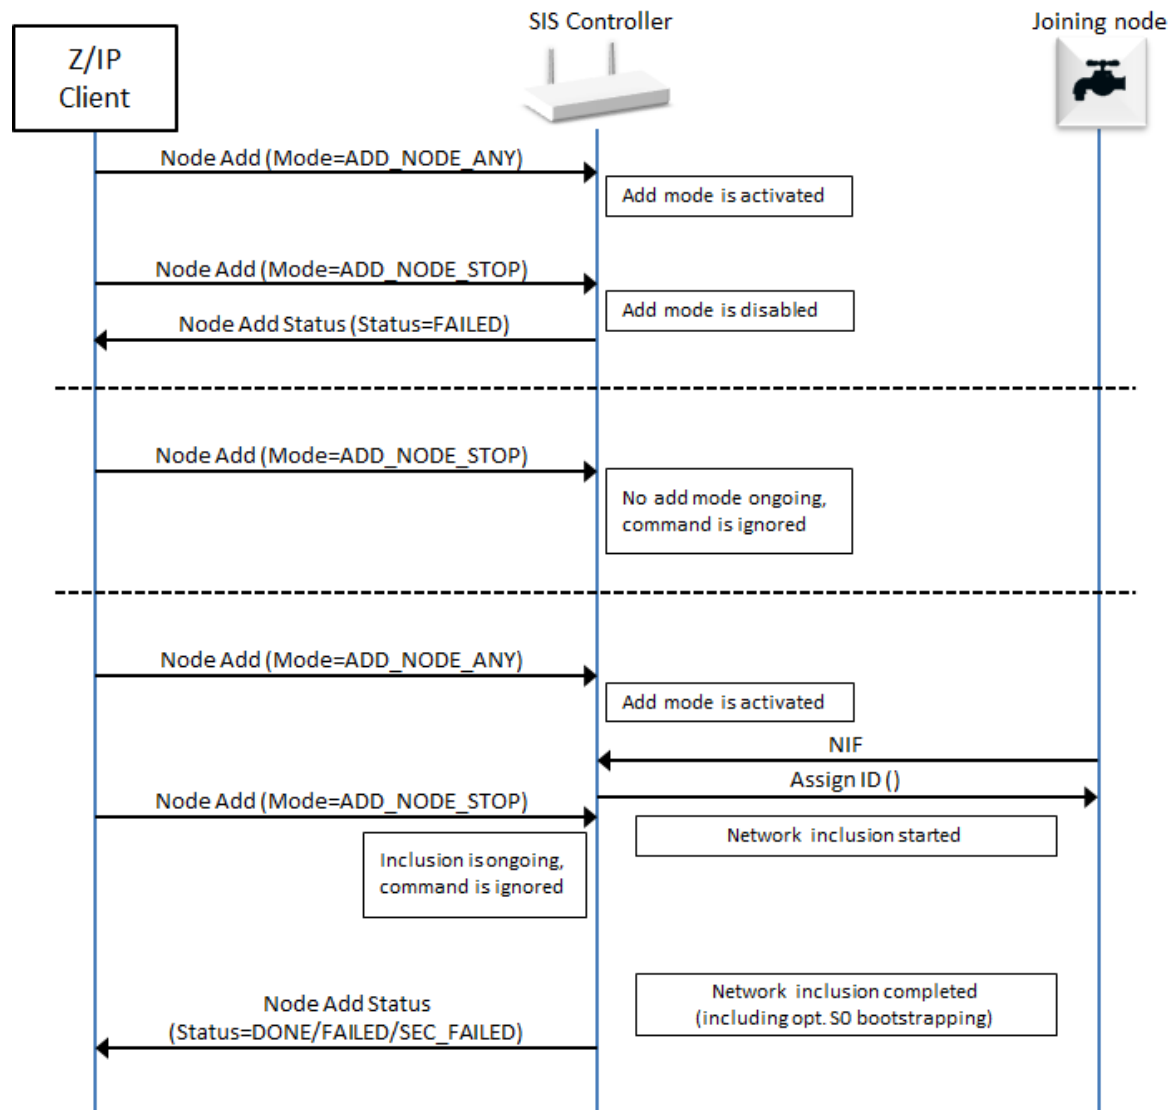 SIS Controller
Joining node
Z/IP
Client
Node Add (Mode=ADD_NODE_ANY)
Add mode is activated
Node Add (Mode=ADD_NODE_STOP)
Add mode is disabled
Node Add Status (Status=FAILED)
Node Add (Mode=ADD_NODE_STOP)
No add mode ongoing,
command is ignored
Node Add (Mode=ADD_NODE_ANY)
Add mode is activated
NIF
Assign ID ()
Node Add (Mode=ADD_NODE_STOP)
Network inclusion started
Inclusion is ongoing,
command is ignored
Network inclusion completed
(including opt. S0 bootstrapping)
Node Add Status
(Status=DONE/FAILED/SEC_FAILED)